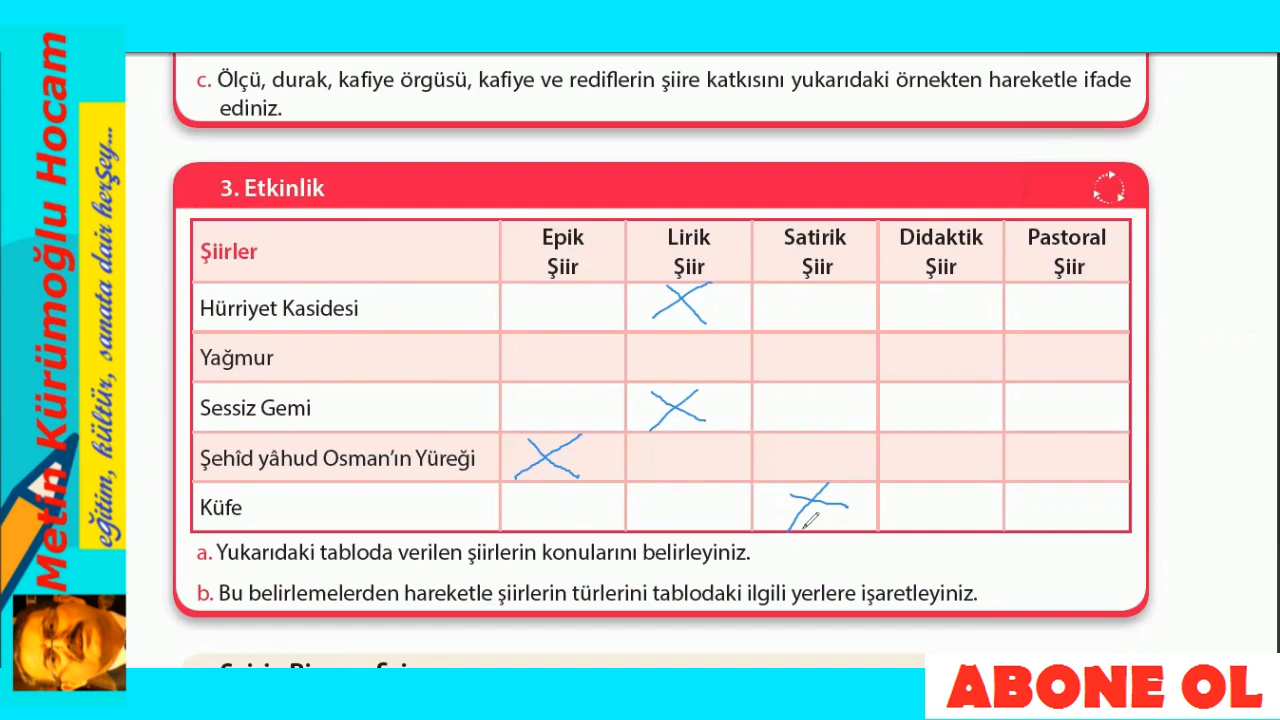 Metin Kürümoğlu Hocam
eğitim, kültür, sanata dair herşey...
c. Ölçü, durak, kafiye örgüsü, kafiye ve rediflerin şiire katkısını yukarıdaki örnekten hareketle ifade
ediniz.
3. Etkinlik
Şiirler
Epik
Şiir
Lirik
Şiir
Satirik
Şiir
Didaktik
Şiir
Pastoral
Şiir
Hürriyet Kasidesi
Yağmur
Sessiz Gemi
Şehîd yâhud Osman’ın Yüreği
Küfe
a. Yukarıdaki tabloda verilen şiirlerin konularını belirleyiniz.
b. Bu belirlemelerden hareketle şiirlerin türlerini tablodaki ilgili yerlere işaretleyiniz.
ABONE OL